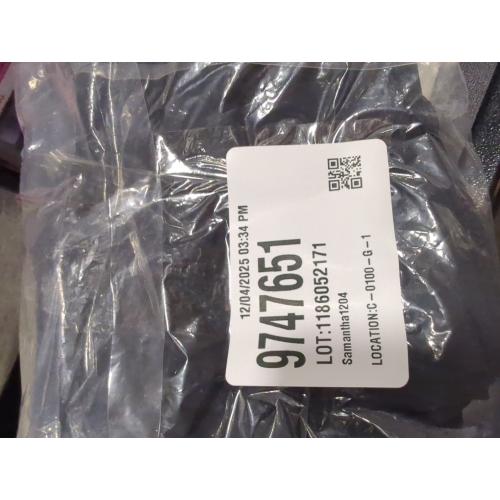 12/04/2025 03:34 PM
9747651
LOT:1186052171
Samantha1204
LOCATION:C-0100-G-1